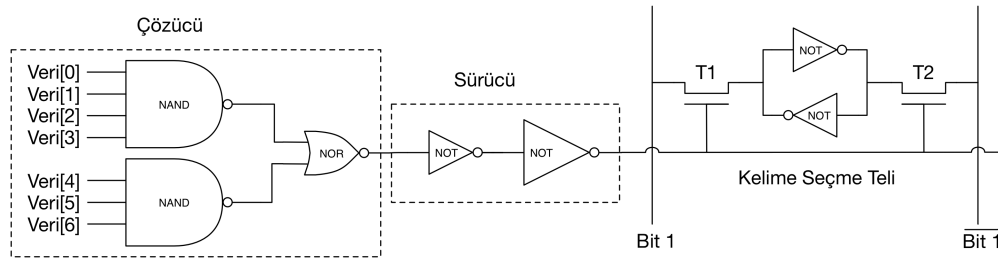 Çözücü
Veri[0]
Veri[1]
Veri[2]
Veri[3]
NAND
Veri[4]
Veri[5]
Veri[6]
NAND
NOR
Sürücü
NOT
NOT
T1
NOT
NOT
T2
Kelime Seçme Teli
Bit 1
Bit 1